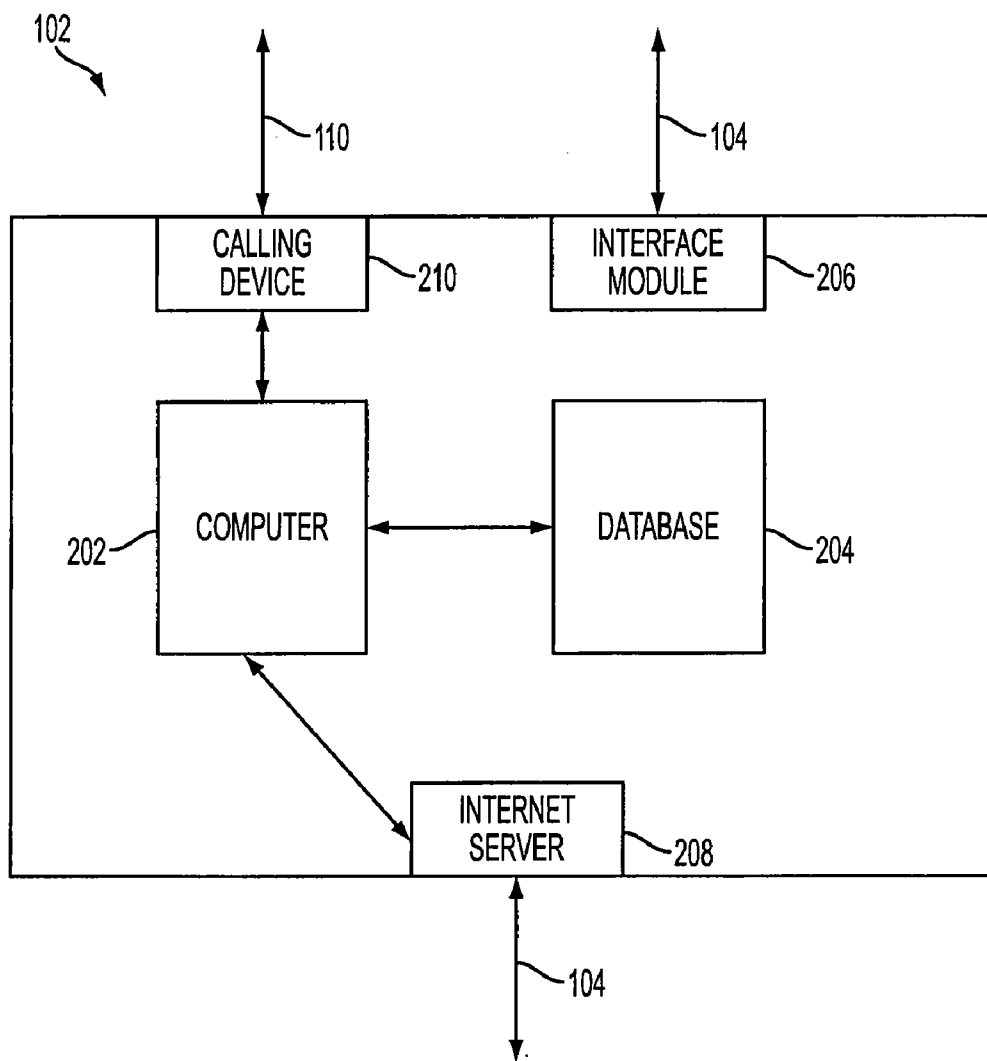 102
110
104
CALLING
DEVICE
210
INTERFACE
MODULE
206
COMPUTER
202
DATABASE
204
INTERNET
SERVER
208
104